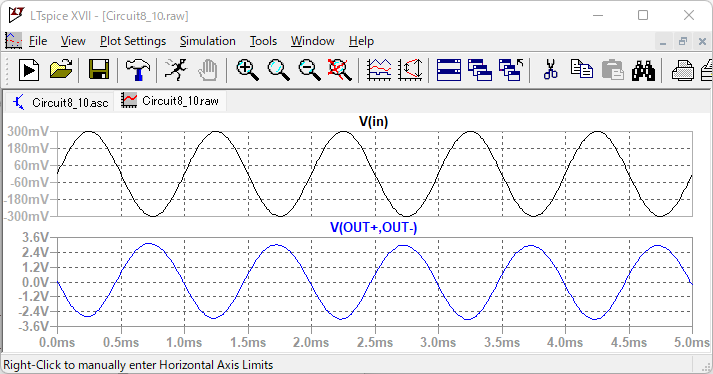 LTspice XVII - [Circuit8_10.raw]
File View Plot Settings Simulation Tools Window Help
Circuit8_10.asc Circuit8_10.raw
V(in)
300mV
180mV
60mV
-60mV
-180mV
-300mV
V(OUT+,OUT-)
3.6V
2.4V
1.2V
0.0V
-1.2V
-2.4V
-3.6V
0.0ms 0.5ms 1.0ms 1.5ms 2.0ms 2.5ms 3.0ms 3.5ms 4.0ms 4.5ms 5.0ms
Right-Click to manually enter Horizontal Axis Limits